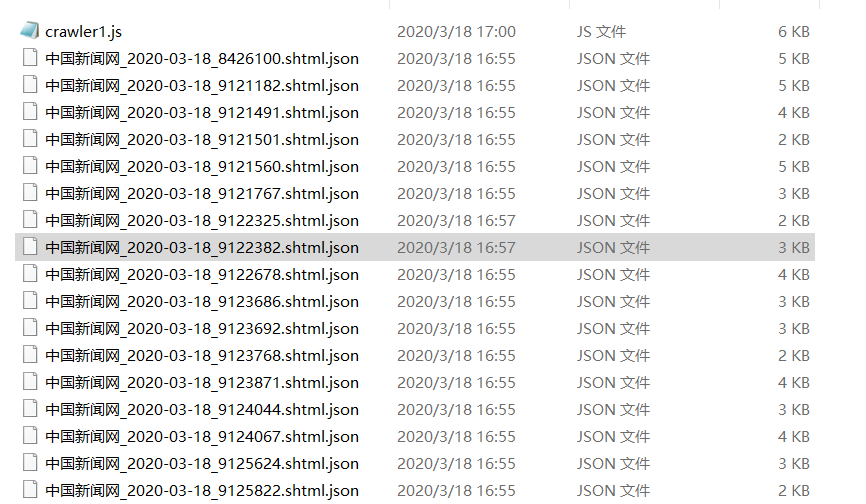 crawler1.js 2020/3/18 17:00 JS 文件 6 KB
中国新闻网_2020-03-18_8426100.shtml.json 2020/3/18 16:55 JSON 文件 5 KB
中国新闻网_2020-03-18_9121182.shtml.json 2020/3/18 16:55 JSON 文件 5 KB
中国新闻网_2020-03-18_9121491.shtml.json 2020/3/18 16:55 JSON 文件 4 KB
中国新闻网_2020-03-18_9121501.shtml.json 2020/3/18 16:55 JSON 文件 2 KB
中国新闻网_2020-03-18_9121560.shtml.json 2020/3/18 16:55 JSON 文件 5 KB
中国新闻网_2020-03-18_9121767.shtml.json 2020/3/18 16:55 JSON 文件 3 KB
中国新闻网_2020-03-18_9122325.shtml.json 2020/3/18 16:57 JSON 文件 2 KB
中国新闻网_2020-03-18_9122382.shtml.json 2020/3/18 16:57 JSON 文件 3 KB
中国新闻网_2020-03-18_9122678.shtml.json 2020/3/18 16:55 JSON 文件 4 KB
中国新闻网_2020-03-18_9123686.shtml.json 2020/3/18 16:55 JSON 文件 3 KB
中国新闻网_2020-03-18_9123692.shtml.json 2020/3/18 16:55 JSON 文件 3 KB
中国新闻网_2020-03-18_9123768.shtml.json 2020/3/18 16:55 JSON 文件 2 KB
中国新闻网_2020-03-18_9123871.shtml.json 2020/3/18 16:55 JSON 文件 4 KB
中国新闻网_2020-03-18_9124044.shtml.json 2020/3/18 16:55 JSON 文件 3 KB
中国新闻网_2020-03-18_9124067.shtml.json 2020/3/18 16:55 JSON 文件 4 KB
中国新闻网_2020-03-18_9125624.shtml.json 2020/3/18 16:55 JSON 文件 3 KB
中国新闻网_2020-03-18_9125822.shtml.json 2020/3/18 16:55 JSON 文件 2 KB